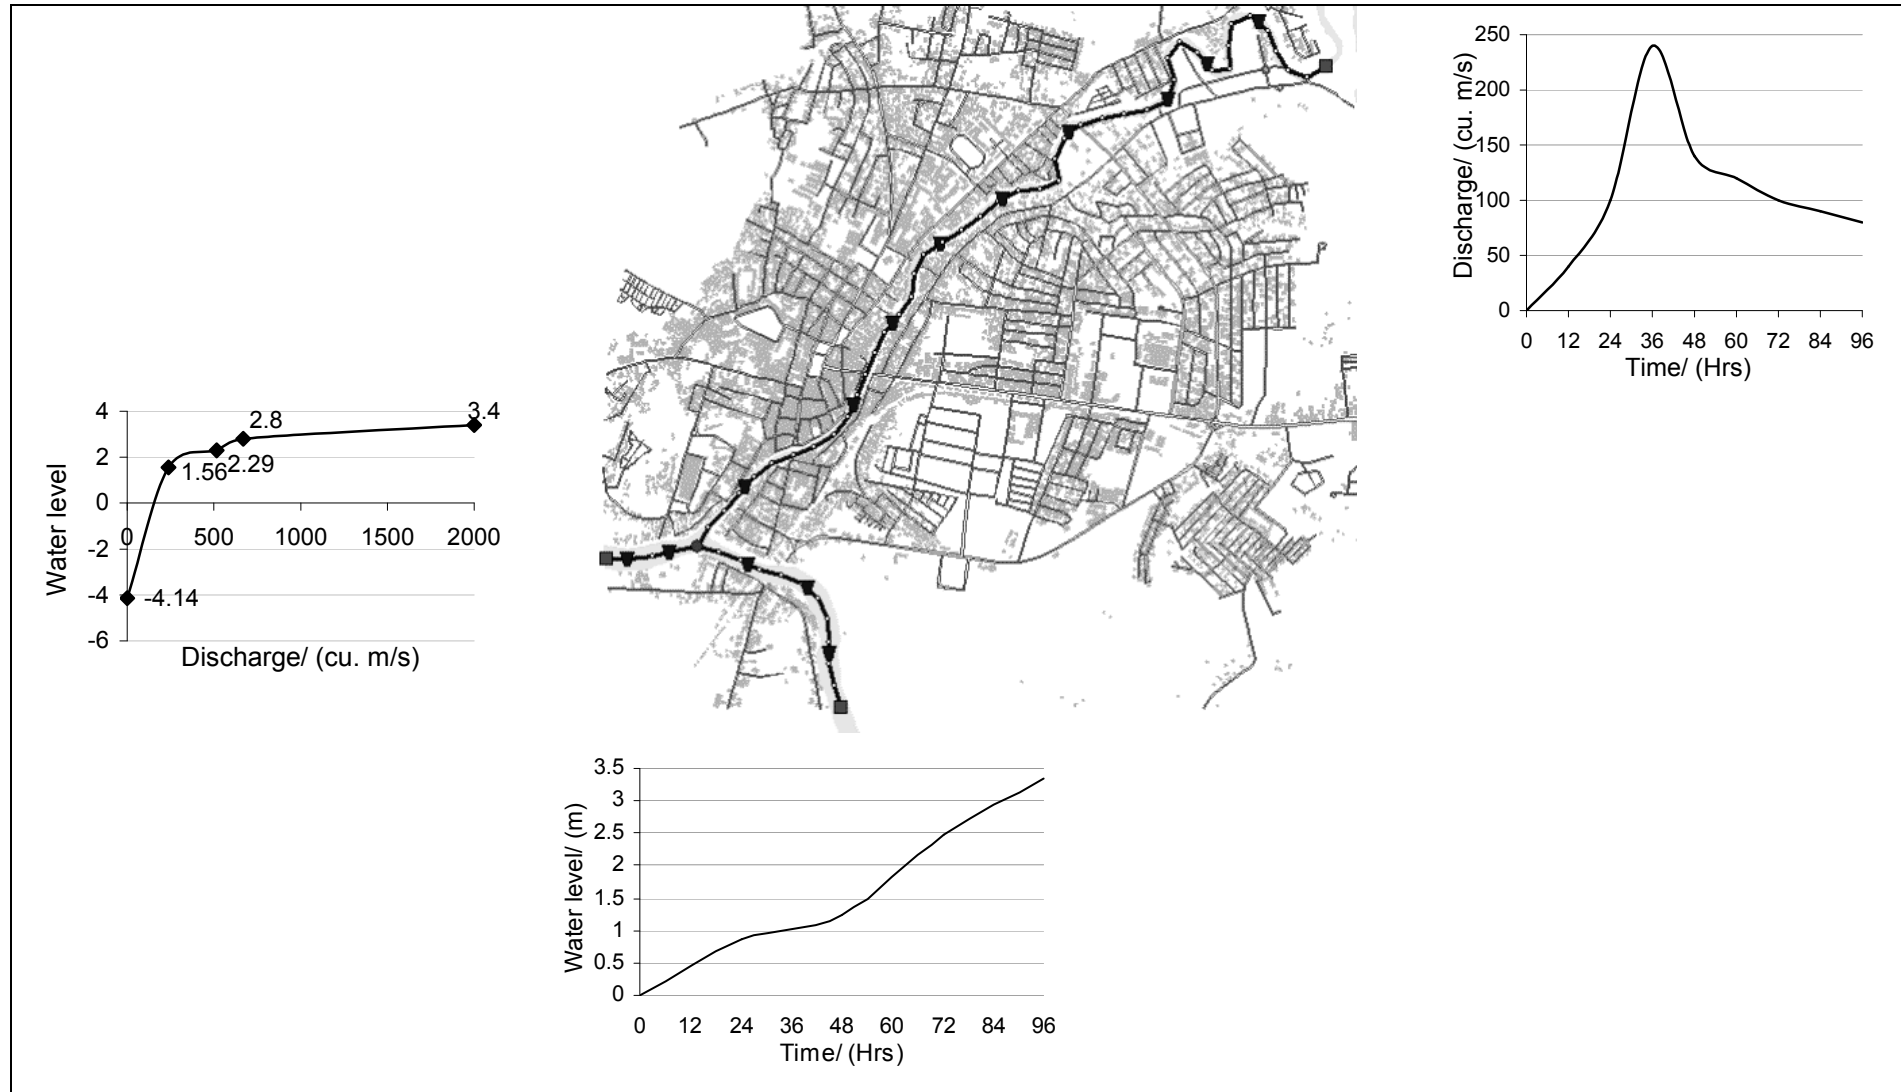 250
200
150
100
50
0
Discharge/ (cu. m/s)
0 12 24 36 48 60 72 84 96
Time/ (Hrs)
4
2
0
-2
-4
-6
Water level
3.4
2.8
1.56
2.29
-4.14
0 500 1000 1500 2000
Discharge/ (cu. m/s)
3.5
3
2.5
2
1.5
1
0.5
0
Water level/ (m)
0 12 24 36 48 60 72 84 96
Time/ (Hrs)